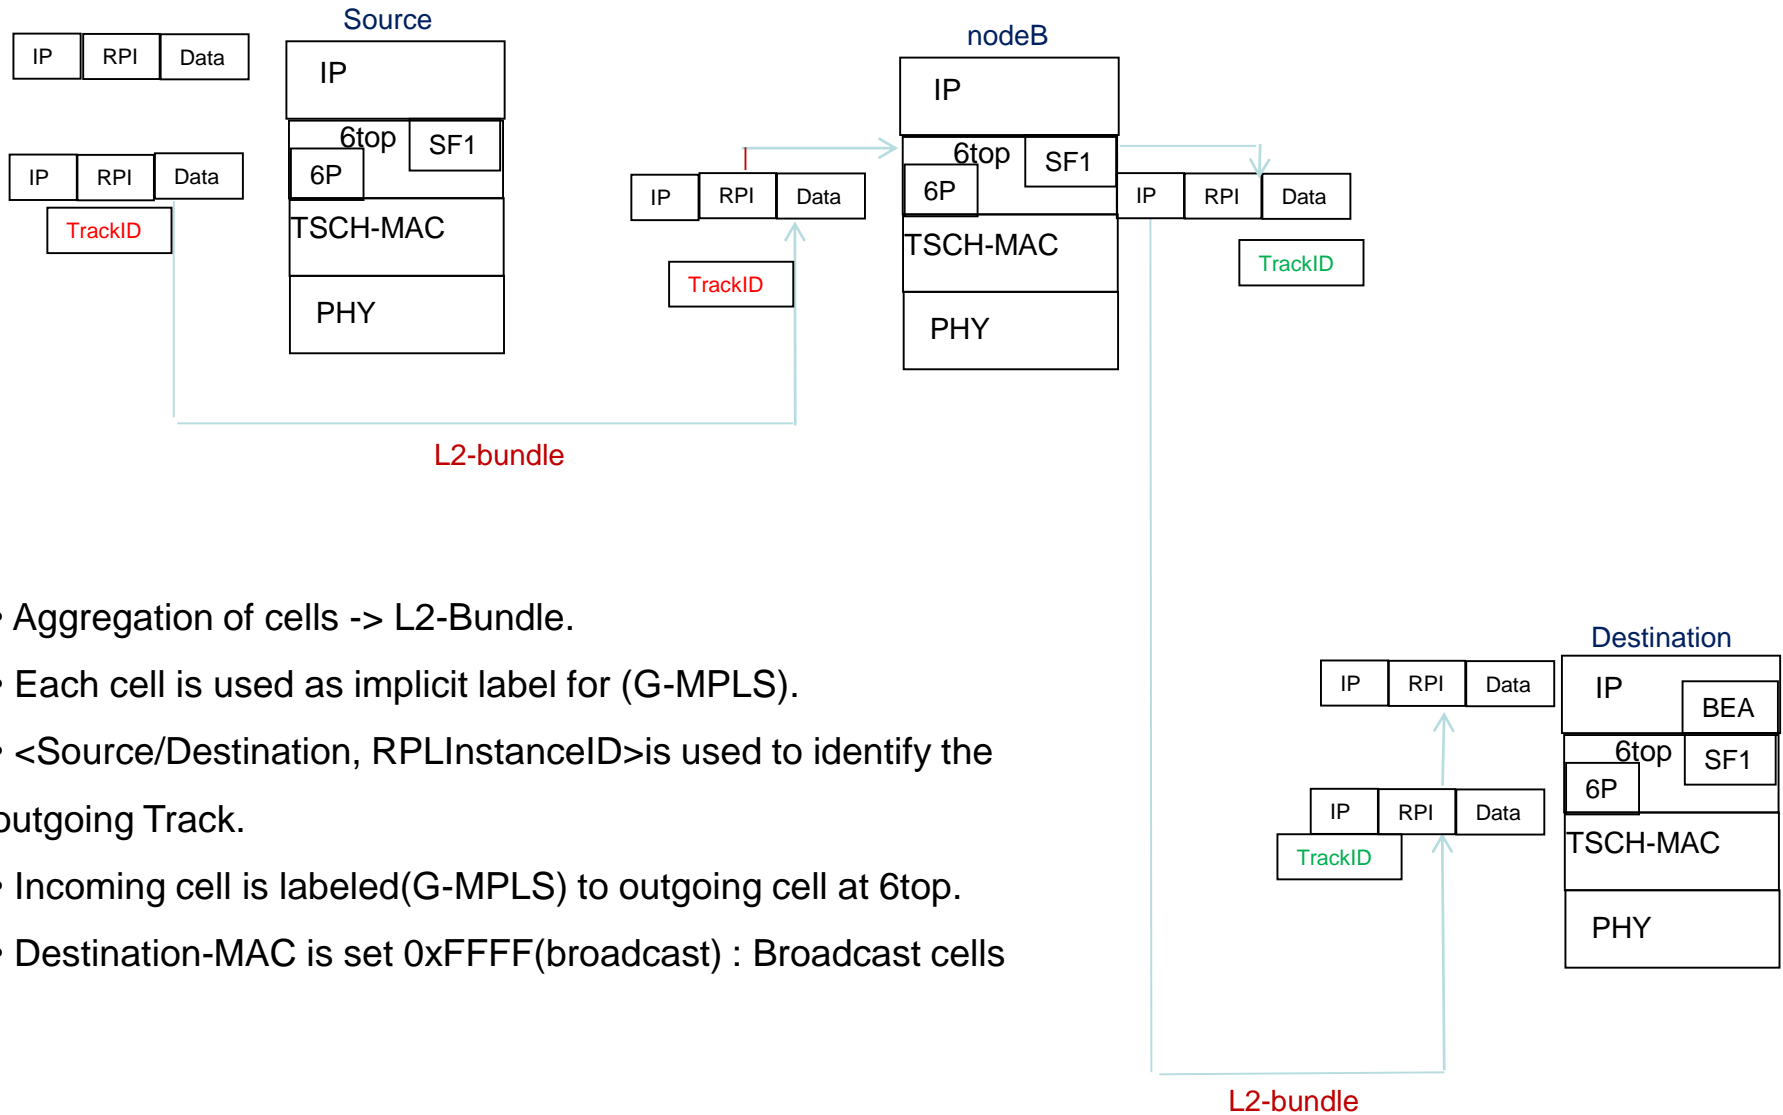 Source
IP RPI Data
IP
6top SF1
6P
IP RPI Data
TrackID
TSCH-MAC
PHY
L2-bundle
nodeB
IP
6top SF1
6P
IP RPI Data
TrackID
TSCH-MAC
PHY
IP RPI Data
TrackID
• Aggregation of cells -> L2-Bundle.
• Each cell is used as implicit label for (G-MPLS).
• <Source/Destination, RPLInstanceID>is used to identify the
outgoing Track.
• Incoming cell is labeled(G-MPLS) to outgoing cell at 6top.
• Destination-MAC is set 0xFFFF(broadcast) : Broadcast cells
Destination
IP RPI Data
IP
BEA
6top SF1
6P
IP RPI Data
TrackID
TSCH-MAC
PHY
L2-bundle